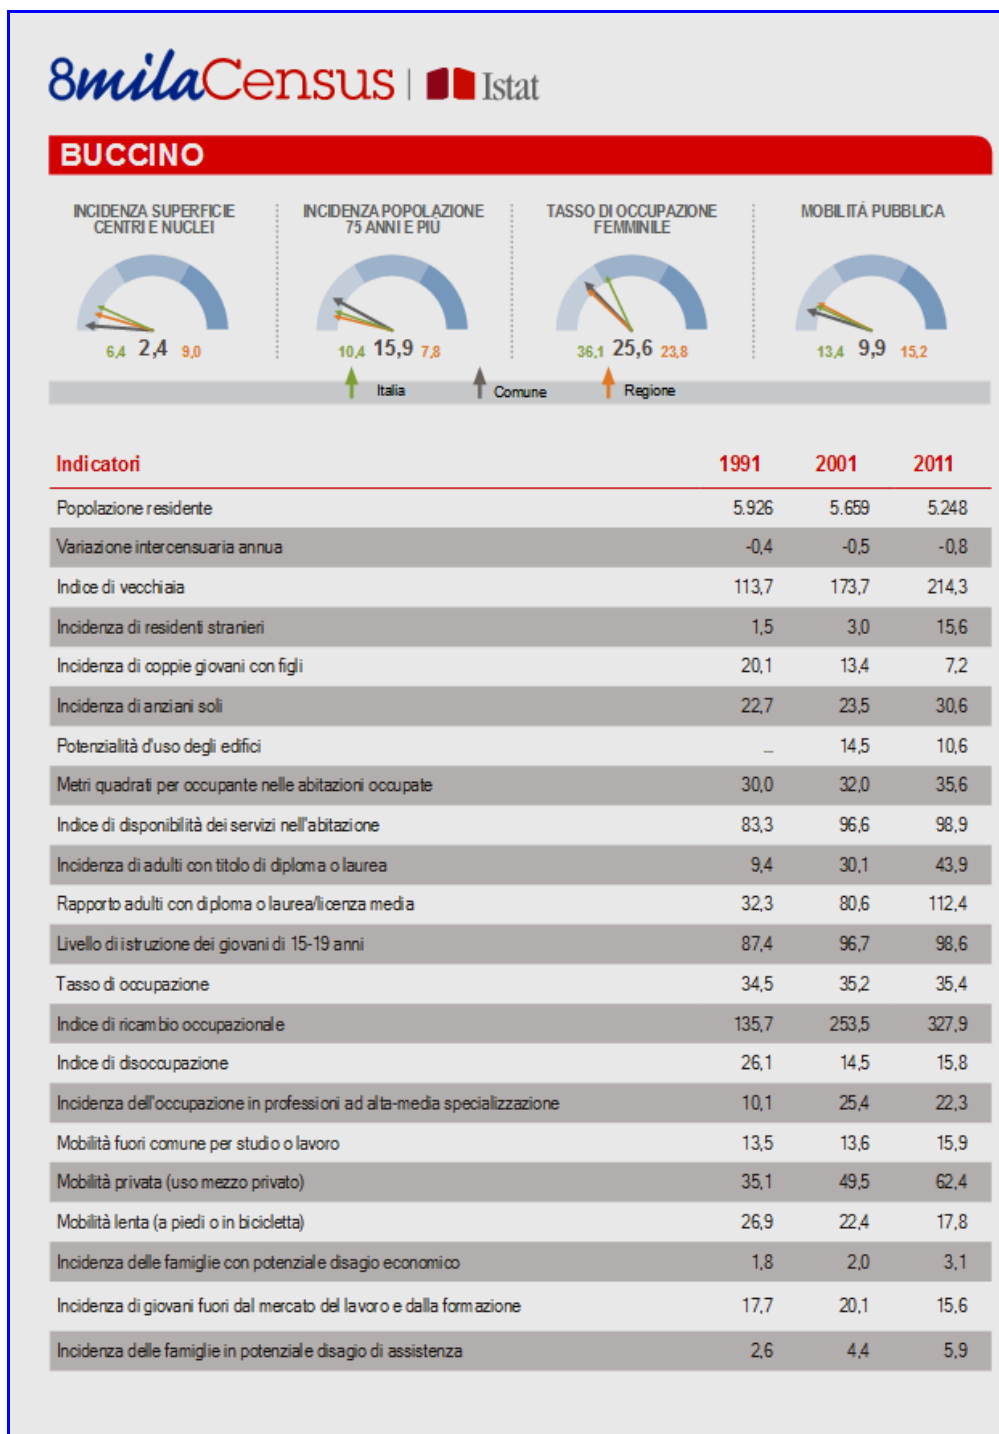 8milaCensus | Istat
BUCCINO
INCIDENZA SUPERFICIE
CENTRI E NUCLEI
6,4 2,4 9,0
INCIDENZA POPOLAZIONE
75 ANNI E PIÙ
10,4 15,9 7,8
TASSO DI OCCUPAZIONE
FEMMINILE
36,1 25,6 23,8
MOBILITÁ PUBBLICA
13,4 9,9 15,2
Italia Comune Regione
Indicatori 1991 2001 2011
Popolazione residente 5.926 5.659 5.248
Variazione intercensuaria annua -0,4 -0,5 -0,8
Indice di vecchiaia 113,7 173,7 214,3
Incidenza di residenti stranieri 1,5 3,0 15,6
Incidenza di coppie giovani con figli 20,1 13,4 7,2
Incidenza di anziani soli 22,7 23,5 30,6
Potenzialità d'uso degli edifici ... 14,5 10,6
Metri quadrati per occupante nelle abitazioni occupate 30,0 32,0 35,6
Indice di disponibilità dei servizi nell'abitazione 83,3 96,6 98,9
Incidenza di adulti con titolo di diploma o laurea 9,4 30,1 43,9
Rapporto adulti con diploma o laurea/licenza media 32,3 80,6 112,4
Livello di istruzione dei giovani di 15-19 anni 87,4 96,7 98,6
Tasso di occupazione 34,5 35,2 35,4
Indice di ricambio occupazionale 135,7 253,5 327,9
Indice di disoccupazione 26,1 14,5 15,8
Incidenza dell'occupazione in professioni ad alta-media specializzazione 10,1 25,4 22,3
Mobilità fuori comune per studio o lavoro 13,5 13,6 15,9
Mobilità privata (uso mezzo privato) 35,1 49,5 62,4
Mobilità lenta (a piedi o in bicicletta) 26,9 22,4 17,8
Incidenza delle famiglie con potenziale disagio economico 1,8 2,0 3,1
Incidenza di giovani fuori dal mercato del lavoro e dalla formazione 17,7 20,1 15,6
Incidenza delle famiglie in potenziale disagio di assistenza 2,6 4,4 5,9